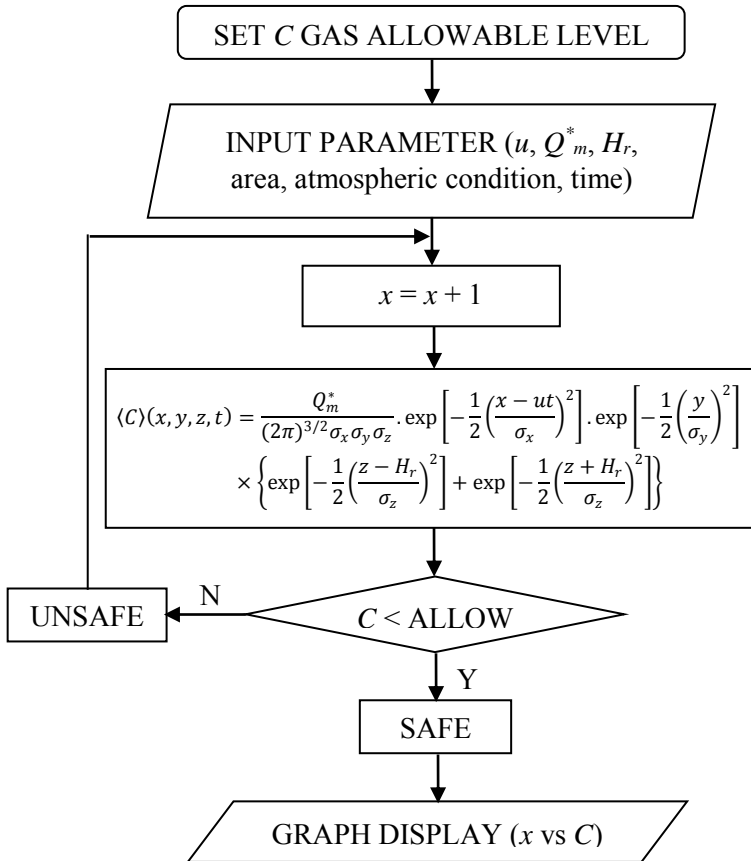 SET C GAS ALLOWABLE LEVEL
INPUT PARAMETER (u, Q*m, Hr,
area, atmospheric condition, time)
x = x + 1
⟨C⟩(x, y, z, t) = Q*m / ((2π)^{3/2} σx σy σz) . exp [−1/2 ((x − ut)/σx)^2] . exp [−1/2 (y/σy)^2]
× {exp [−1/2 ((z − Hr)/σz)^2] + exp [−1/2 ((z + Hr)/σz)^2]}
UNSAFE
N
C < ALLOW
Y
SAFE
GRAPH DISPLAY (x vs C)